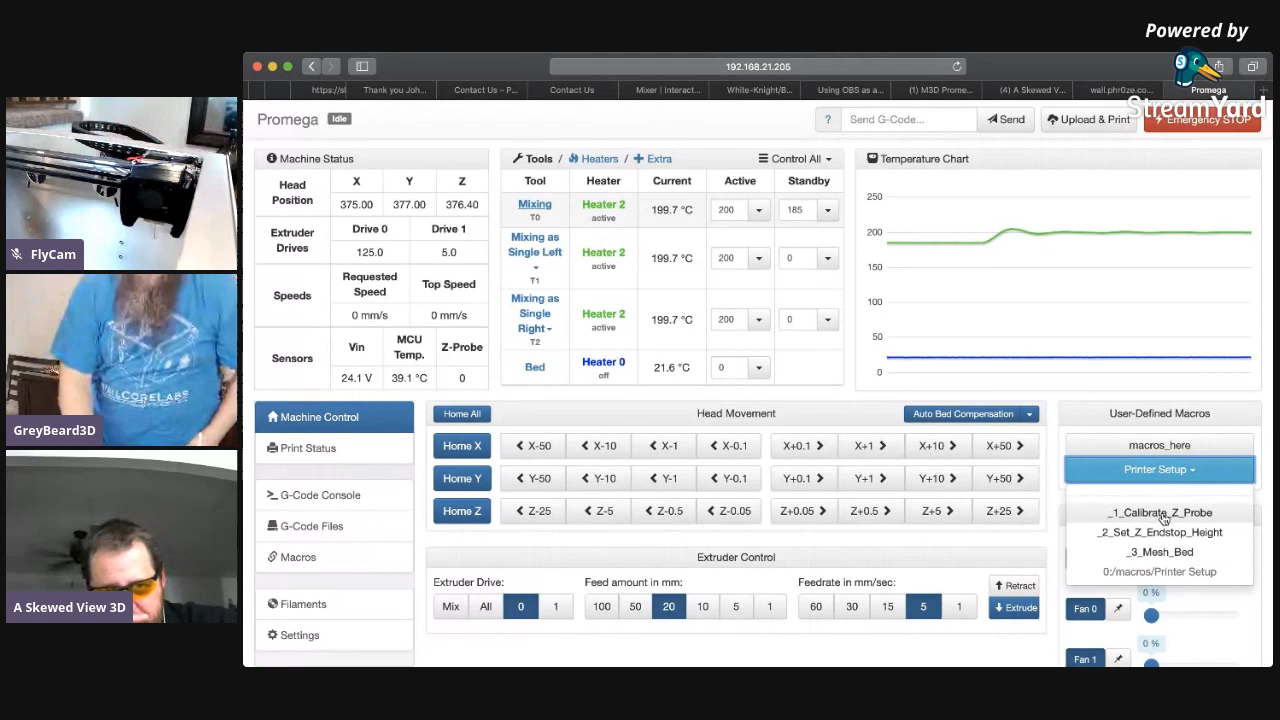 Powered by
StreamYard
192.168.21.205
https://sl
Thank you Joh...
Contact Us – P...
Contact Us
Mixer | Interact...
White-Knight/B...
Using OBS as a...
(1) M3D Prome...
(4) A Skewed V...
wall.phr0ze.co...
Promega
Promega Idle
? Send G-Code... Send Upload & Print Emergency STOP
Machine Status
Head Position X Y Z
375.00 377.00 376.40
Extruder Drives Drive 0 Drive 1
125.0 5.0
Speeds Requested Speed Top Speed
0 mm/s 0 mm/s
Sensors Vin MCU Temp. Z-Probe
24.1 V 39.1 °C 0
Tools / Heaters / Extra Control All
Tool Heater Current Active Standby
Mixing T0 Heater 2 active 199.7 °C 200 185
Mixing as Single Left T1 Heater 2 active 199.7 °C 200 0
Mixing as Single Right T2 Heater 2 active 199.7 °C 200 0
Bed Heater 0 off 21.6 °C 0
Temperature Chart
250
200
150
100
50
0
Machine Control
Print Status
G-Code Console
G-Code Files
Macros
Filaments
Settings
Home All Head Movement Auto Bed Compensation
Home X X-50 X-10 X-1 X-0.1 X+0.1 X+1 X+10 X+50
Home Y Y-50 Y-10 Y-1 Y-0.1 Y+0.1 Y+1 Y+10 Y+50
Home Z Z-25 Z-5 Z-0.5 Z-0.05 Z+0.05 Z+0.5 Z+5 Z+25
Extruder Control
Extruder Drive: Feed amount in mm: Feedrate in mm/sec:
Mix All 0 1 100 50 20 10 5 1 60 30 15 5 1
Retract
Extrude
User-Defined Macros
macros_here
Printer Setup
_1_Calibrate_Z_Probe
_2_Set_Z_Endstop_Height
_3_Mesh_Bed
0:/macros/Printer Setup
0 %
Fan 0
0 %
Fan 1
FlyCam
GreyBeard3D
A Skewed View 3D